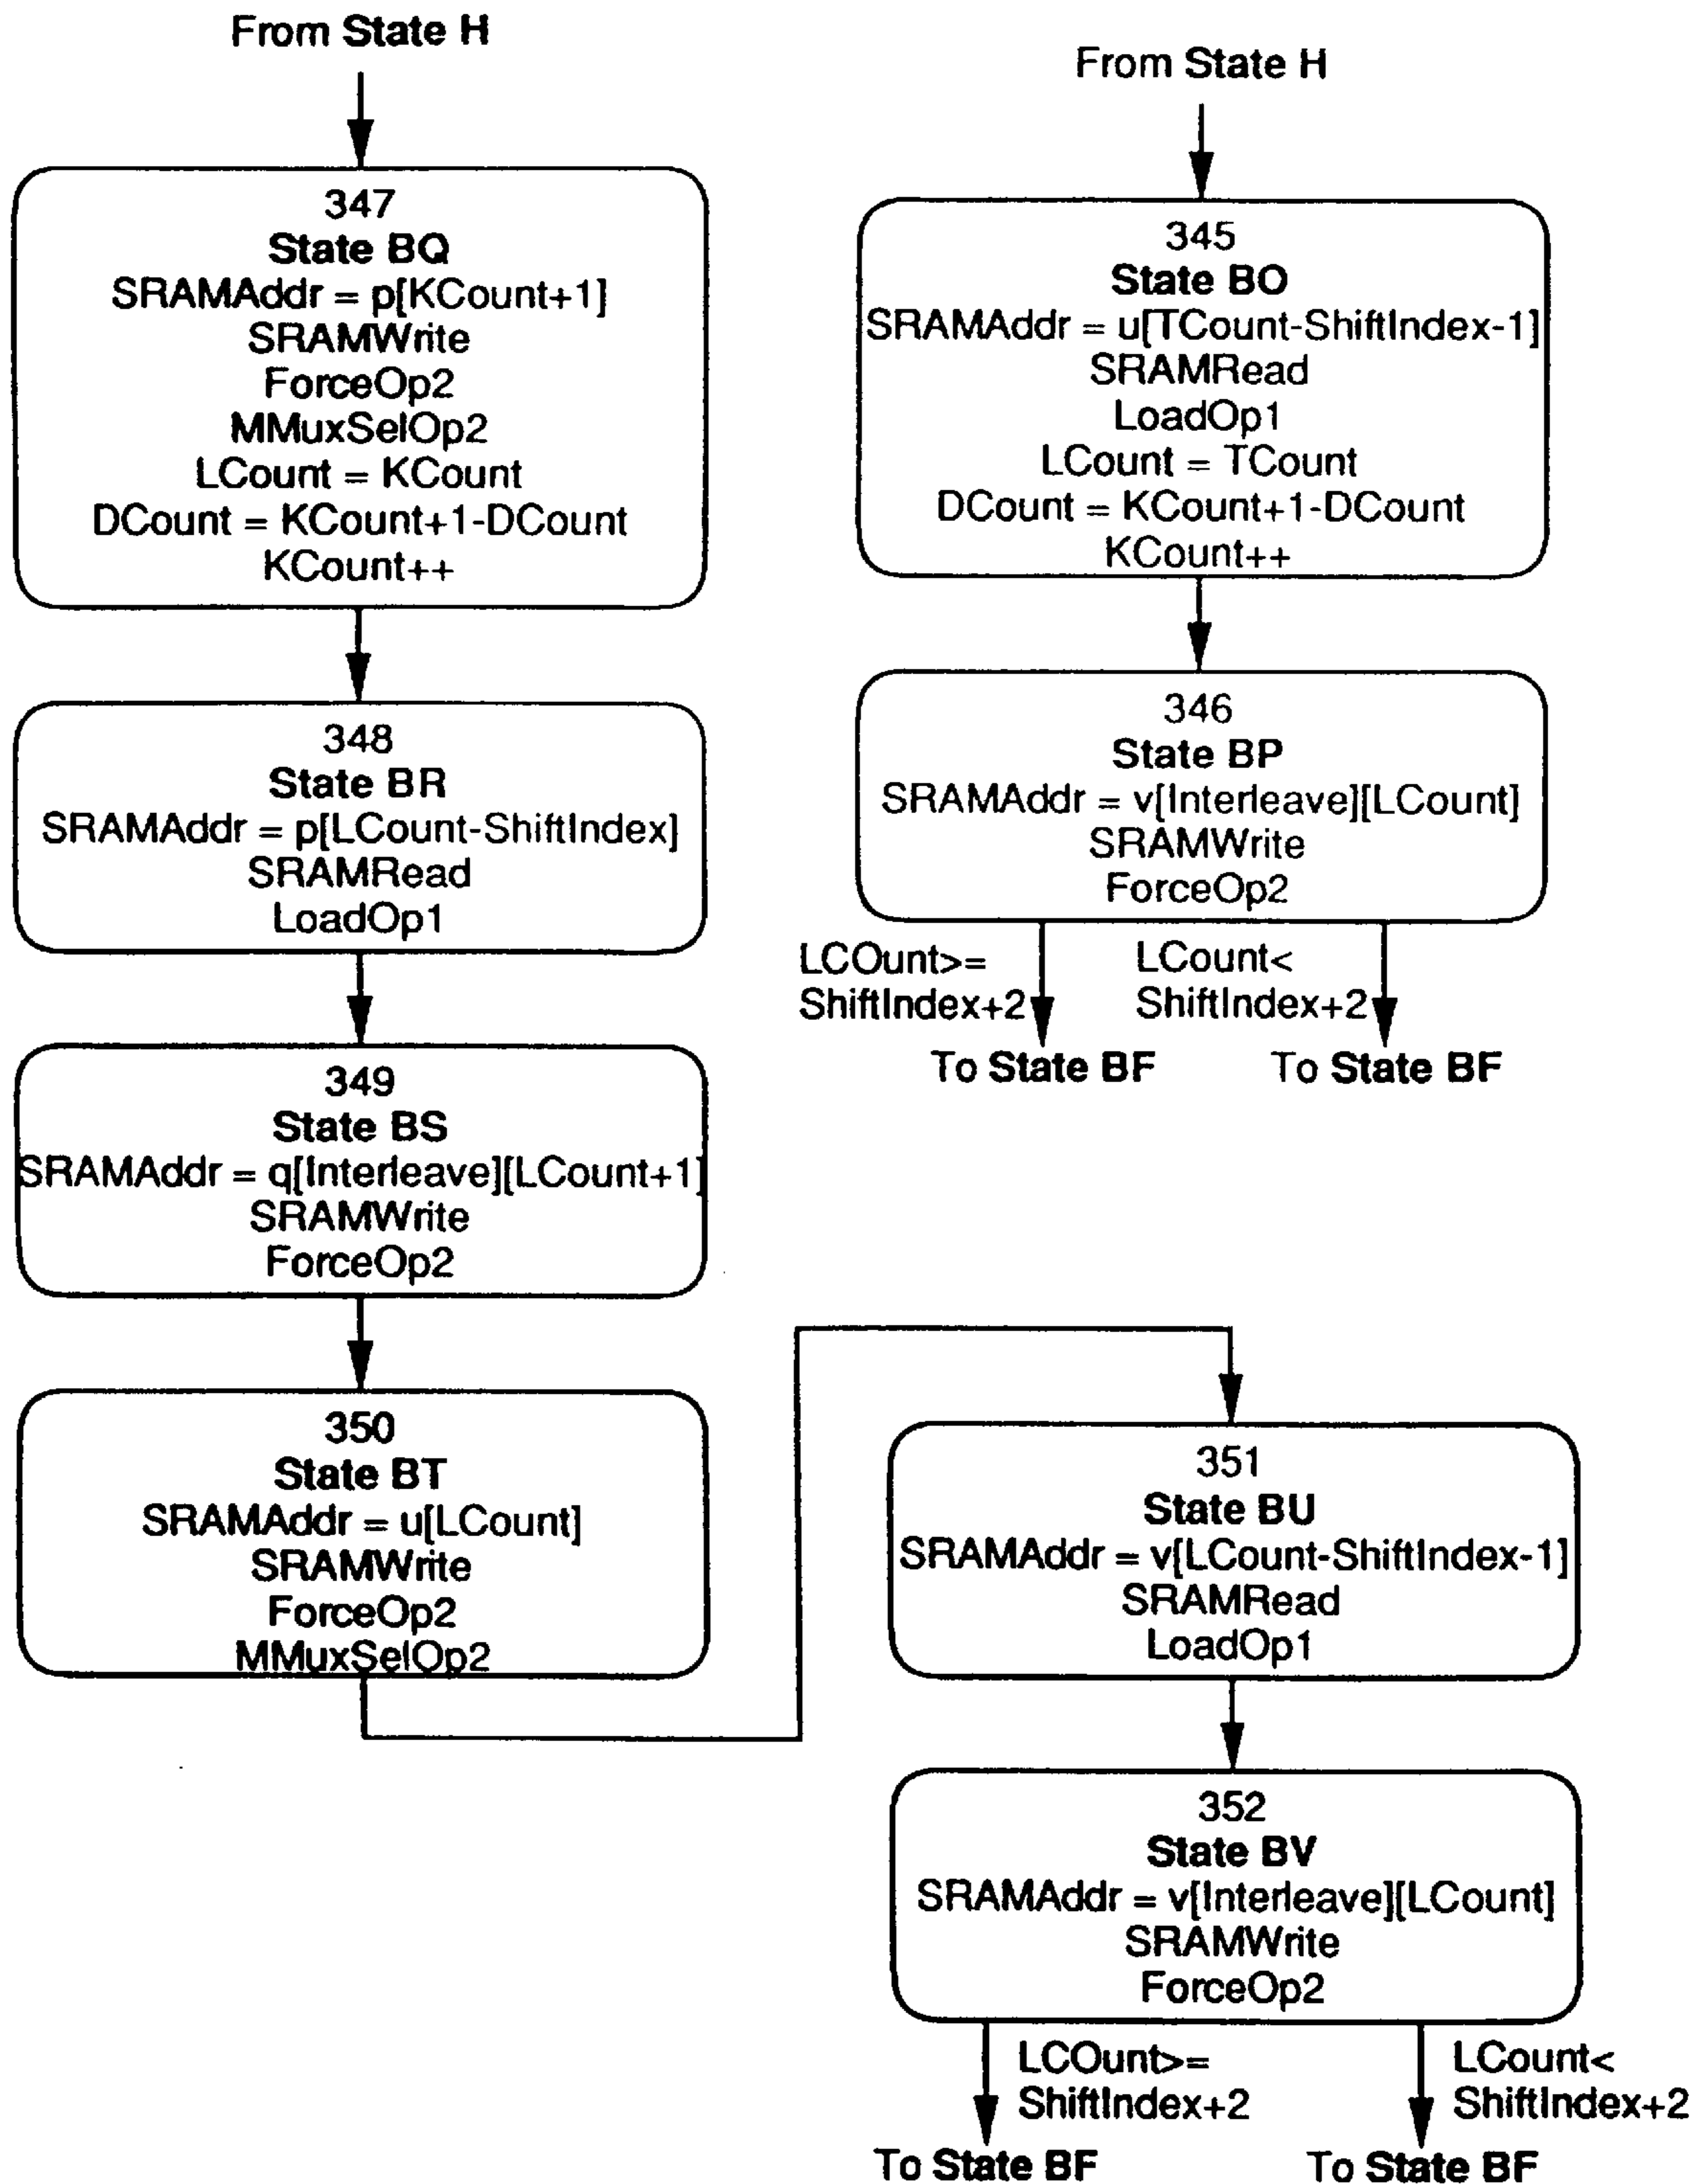 From State H
347
State BQ
SRAMAddr = p[KCount+1]
SRAMWrite
ForceOp2
MMuxSelOp2
LCount = KCount
DCount = KCount+1-DCount
KCount++
348
State BR
SRAMAddr = p[LCount-ShiftIndex]
SRAMRead
LoadOp1
349
State BS
SRAMAddr = q[Interleave][LCount+1]
SRAMWrite
ForceOp2
350
State BT
SRAMAddr = u[LCount]
SRAMWrite
ForceOp2
MMuxSelOp2
From State H
345
State BO
SRAMAddr = u[TCount-ShiftIndex-1]
SRAMRead
LoadOp1
LCount = TCount
DCount = KCount+1-DCount
KCount++
346
State BP
SRAMAddr = v[Interleave][LCount]
SRAMWrite
ForceOp2
LCOunt>=
ShiftIndex+2
To State BF
LCount<
ShiftIndex+2
To State BF
351
State BU
SRAMAddr = v[LCount-ShiftIndex-1]
SRAMRead
LoadOp1
352
State BV
SRAMAddr = v[Interleave][LCount]
SRAMWrite
ForceOp2
LCOunt>=
ShiftIndex+2
To State BF
LCount<
ShiftIndex+2
To State BF